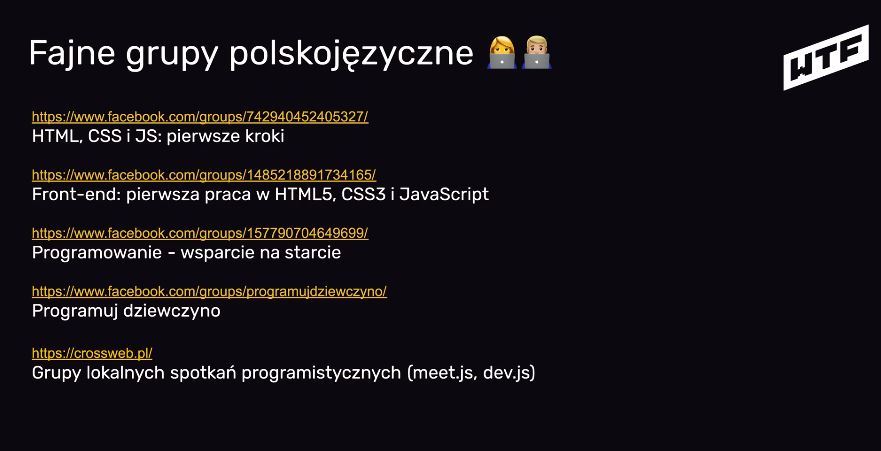 Fajne grupy polskojęzyczne 👩‍💻👨🏼‍💻
WTF
https://www.facebook.com/groups/742940452405327/
HTML, CSS i JS: pierwsze kroki
https://www.facebook.com/groups/1485218891734165/
Front-end: pierwsza praca w HTML5, CSS3 i JavaScript
https://www.facebook.com/groups/157790704649699/
Programowanie - wsparcie na starcie
https://www.facebook.com/groups/programujdziewczyno/
Programuj dziewczyno
https://crossweb.pl/
Grupy lokalnych spotkań programistycznych (meet.js, dev.js)